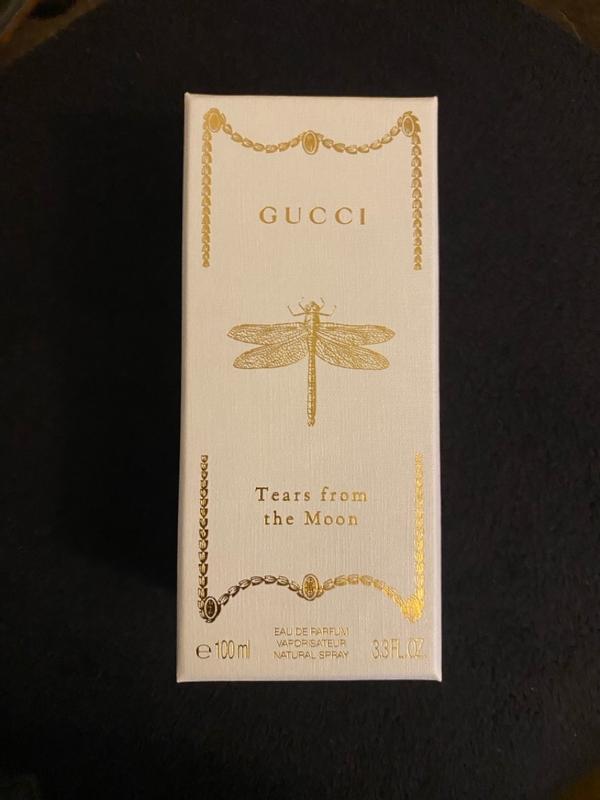 GUCCI
Tears from
the Moon
EAU DE PARFUM
VAPORISATEUR
NATURAL SPRAY
℮ 100 ml
3.3 FL.OZ.